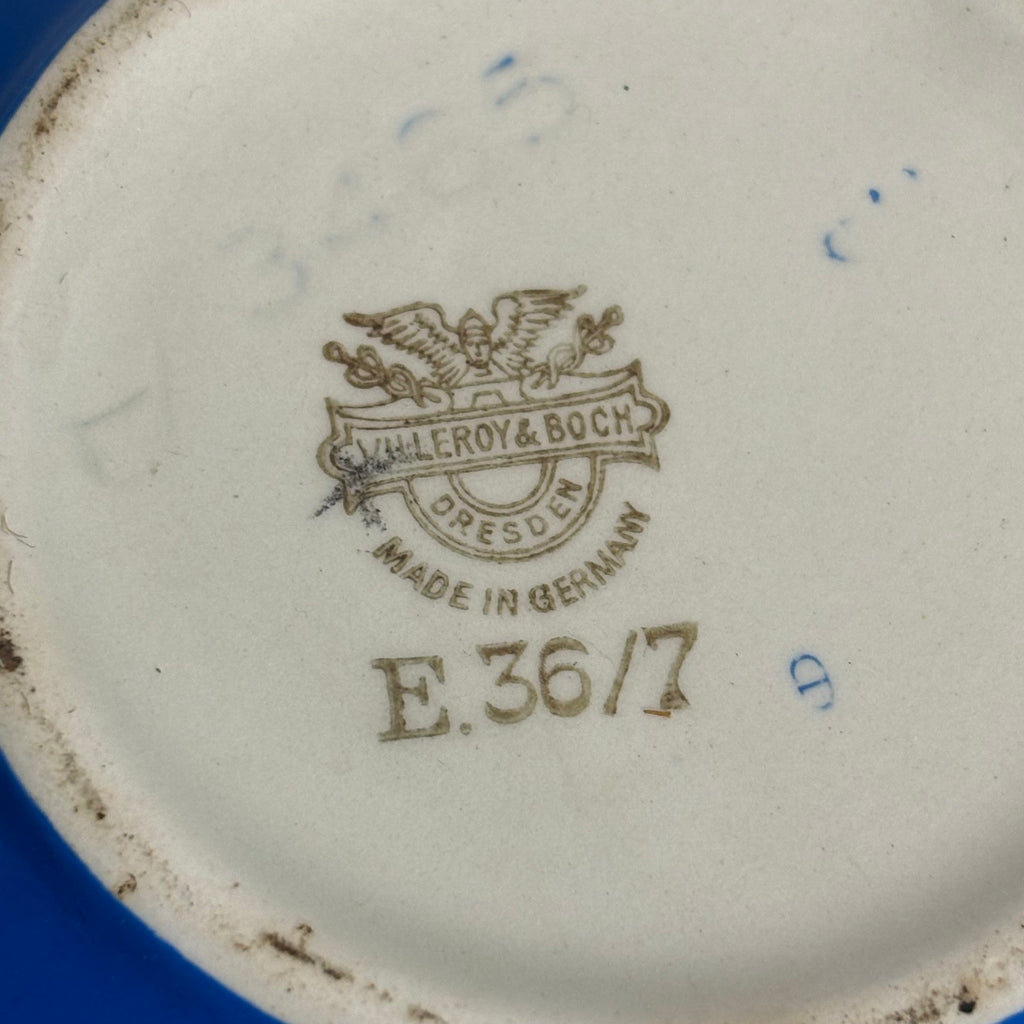 VILLEROY & BOCH
DRESDEN
MADE IN GERMANY
E.36/7
D